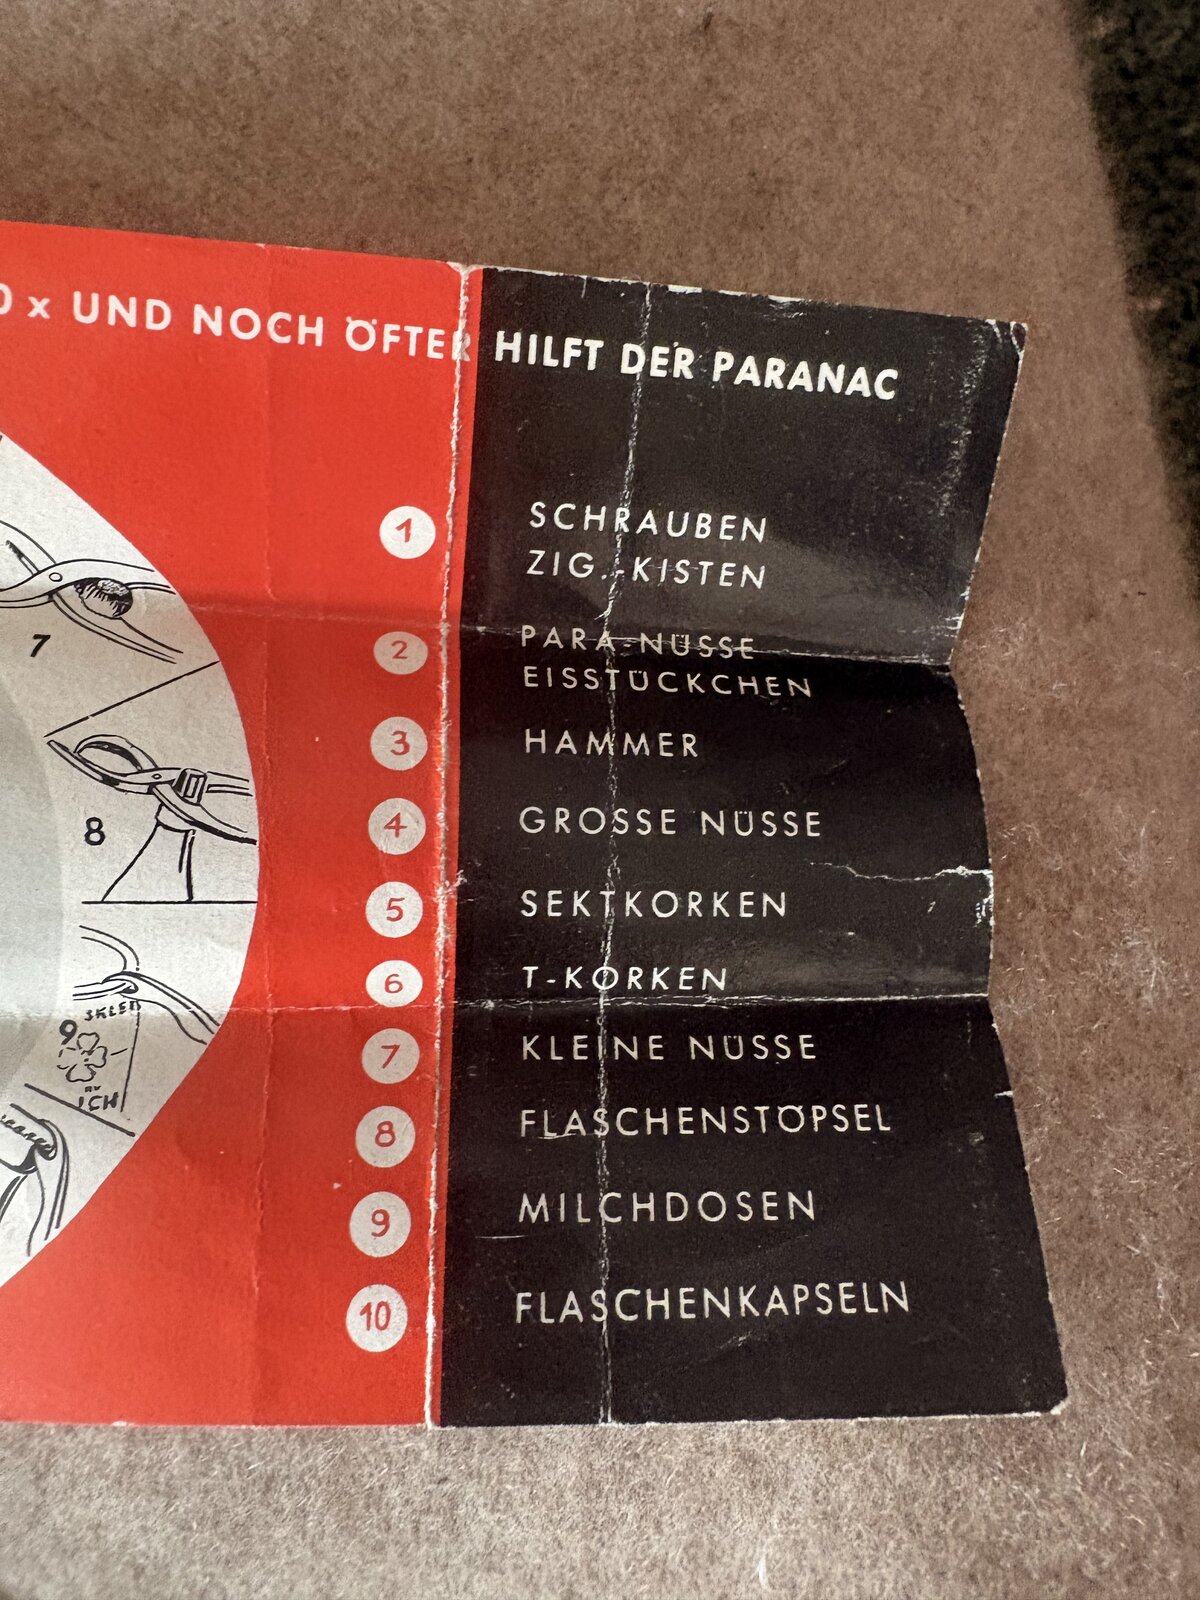 0 x UND NOCH ÖFTER HILFT DER PARANAC
1 SCHRAUBEN
ZIG.-KISTEN
2 PARA-NÜSSE
EISSTÜCKCHEN
3 HAMMER
4 GROSSE NÜSSE
5 SEKTKORKEN
6 T-KORKEN
7 KLEINE NÜSSE
8 FLASCHENSTÖPSEL
9 MILCHDOSEN
10 FLASCHENKAPSELN
7
8
9